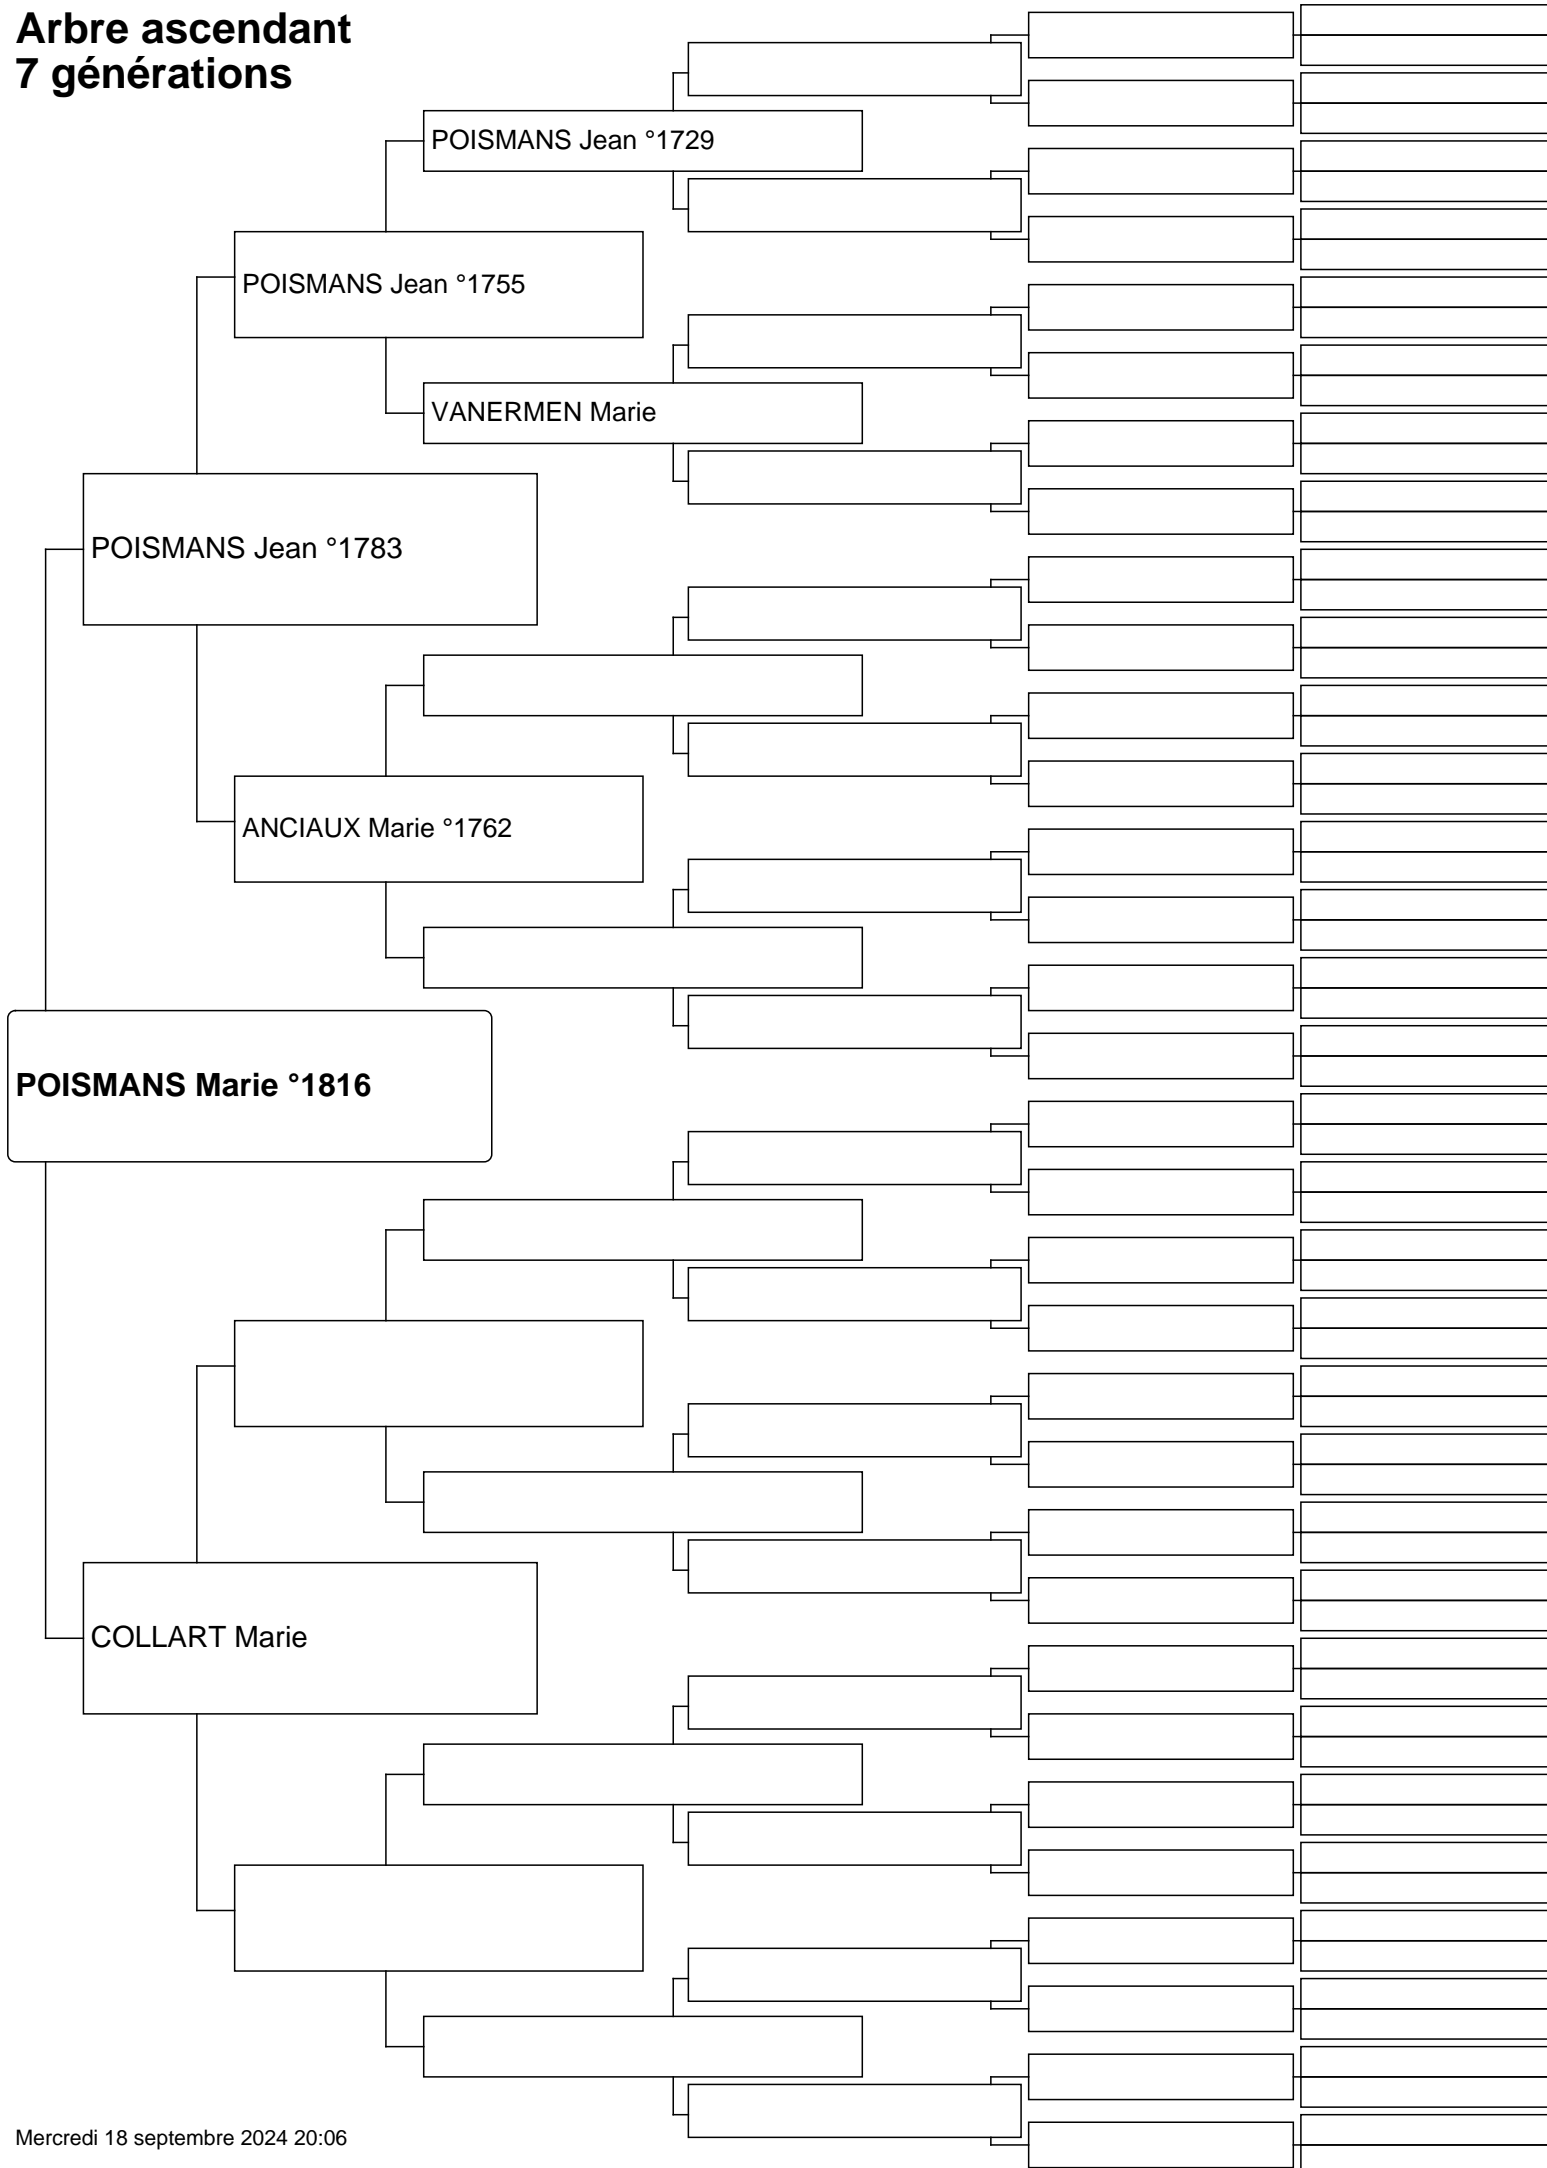 Arbre ascendant
7 générations
POISMANS Jean °1729
POISMANS Jean °1755
VANERMEN Marie
POISMANS Jean °1783
ANCIAUX Marie °1762
POISMANS Marie °1816
COLLART Marie
Mercredi 18 septembre 2024 20:06